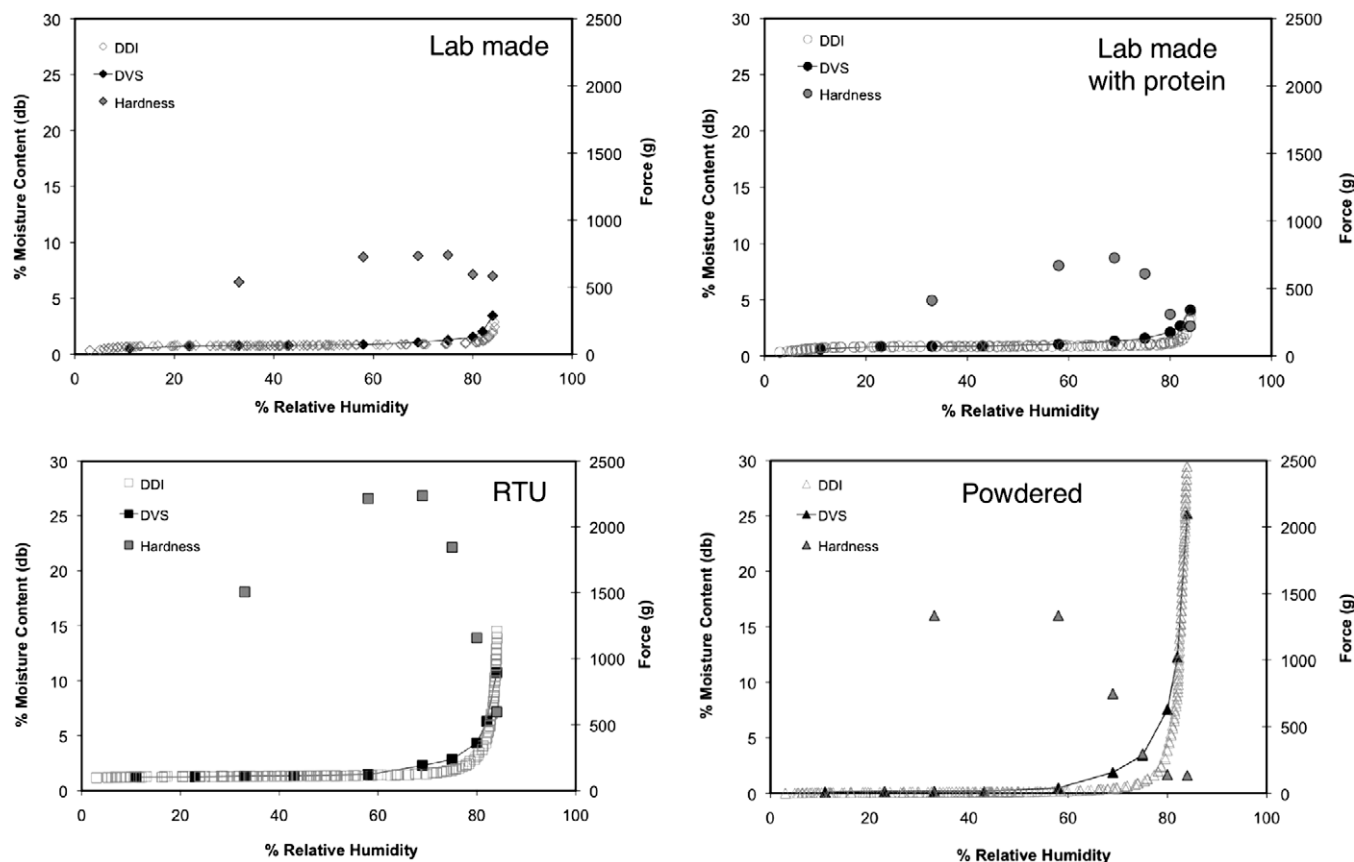 Lab made
DDI
DVS
Hardness
% Moisture Content (db)
30
25
20
15
10
5
0
2500
2000
1500
1000
500
0
Force (g)
0 20 40 60 80 100
% Relative Humidity
Lab made
with protein
DDI
DVS
Hardness
% Moisture Content (db)
30
25
20
15
10
5
0
2500
2000
1500
1000
500
0
Force (g)
0 20 40 60 80 100
% Relative Humidity
RTU
DDI
DVS
Hardness
% Moisture Content (db)
30
25
20
15
10
5
0
2500
2000
1500
1000
500
0
Force (g)
0 20 40 60 80 100
% Relative Humidity
Powdered
DDI
DVS
Hardness
% Moisture Content (db)
30
25
20
15
10
5
0
2500
2000
1500
1000
500
0
Force (g)
0 20 40 60 80 100
% Relative Humidity